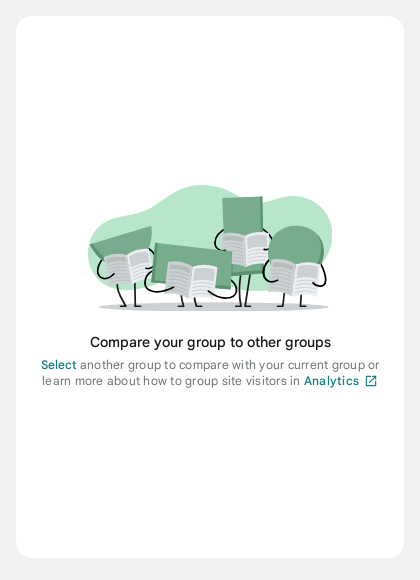 Compare your group to other groups
Select another group to compare with your current group or
learn more about how to group site visitors in Analytics